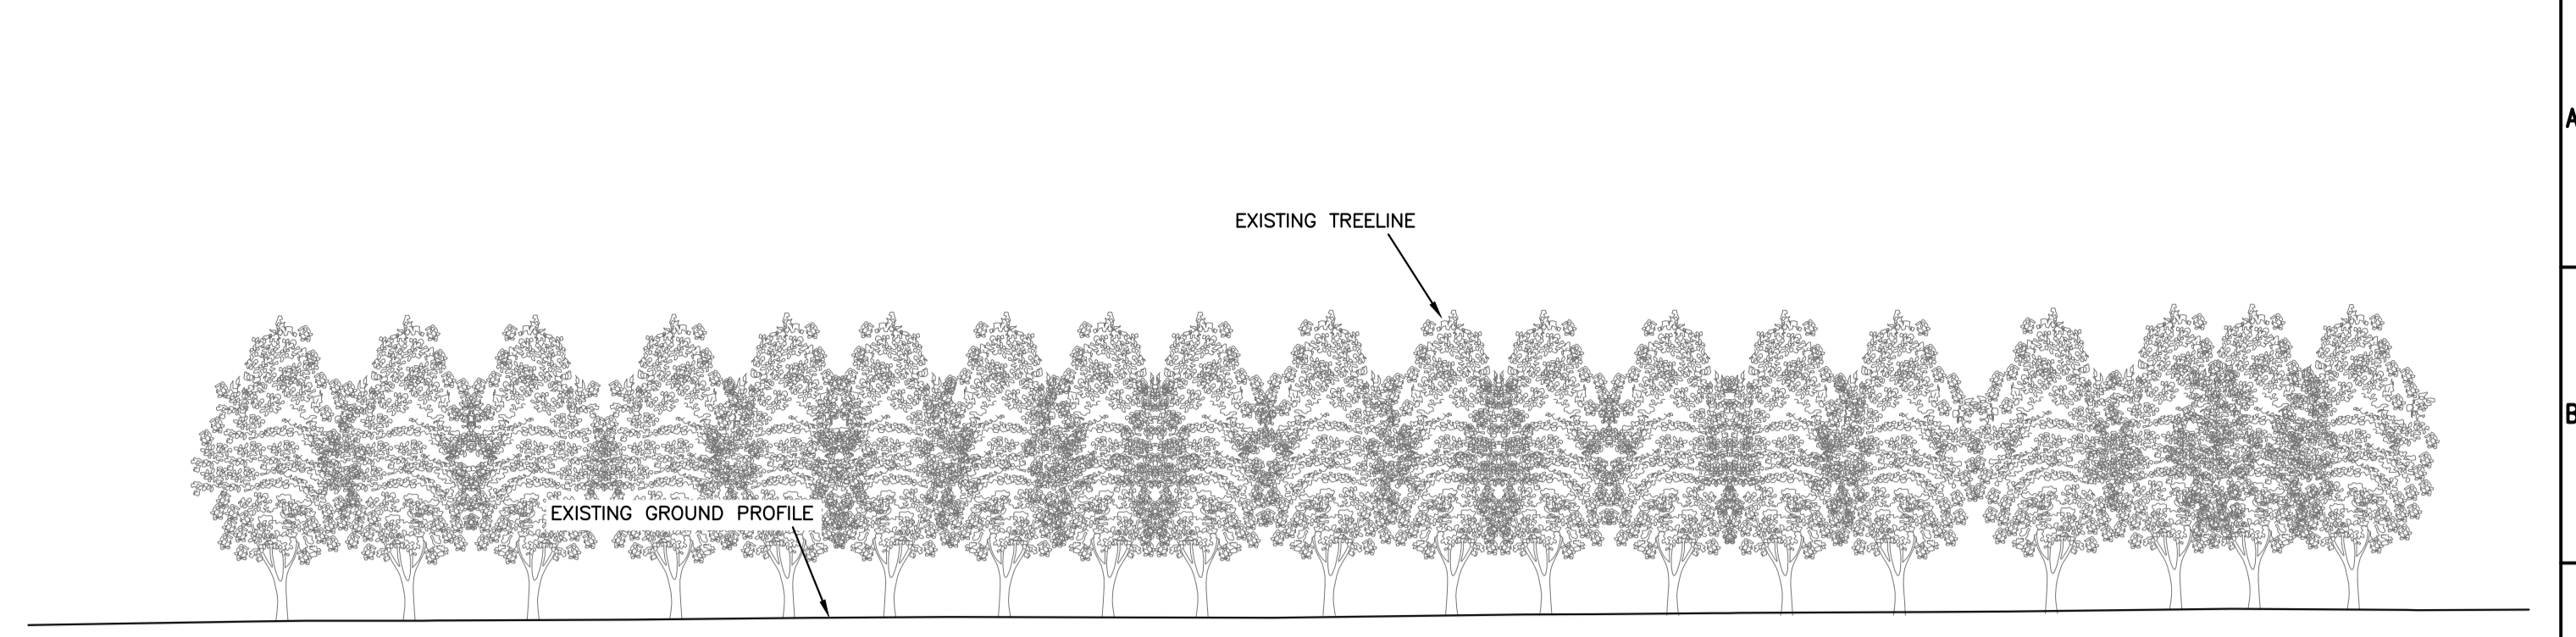 A
EXISTING TREELINE
B
EXISTING GROUND PROFILE